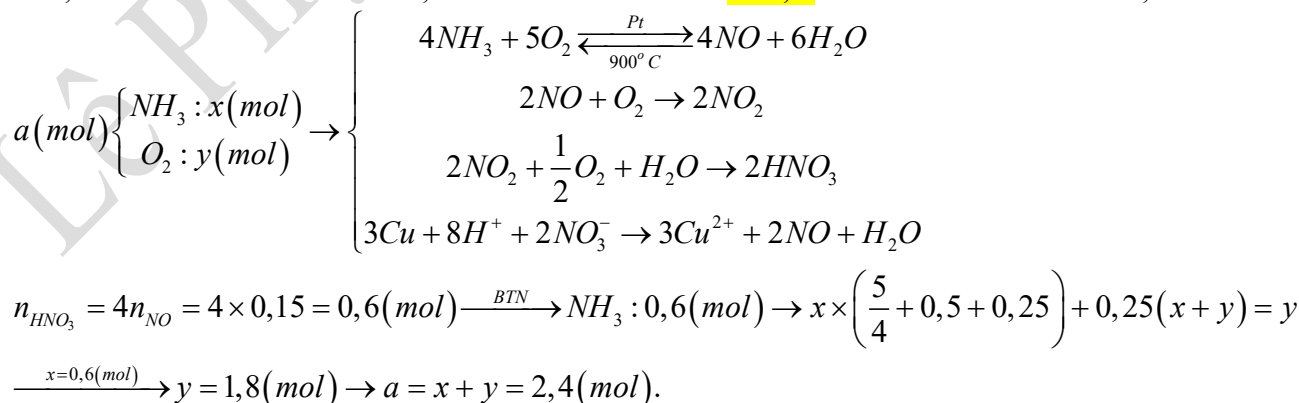 4NH₃ + 5O₂ ⇌ 4NO + 6H₂O
Pt
900° C
2NO + O₂ → 2NO₂
a(mol){NH₃ : x(mol)
O₂ : y(mol) →
2NO₂ + 1/2 O₂ + H₂O → 2HNO₃
3Cu + 8H⁺ + 2NO₃⁻ → 3Cu²⁺ + 2NO + H₂O
n_HNO₃ = 4n_NO = 4 × 0,15 = 0,6(mol) —BTN→ NH₃ : 0,6(mol) → x × (5/4 + 0,5 + 0,25) + 0,25(x + y) = y
—x=0,6(mol)→ y = 1,8(mol) → a = x + y = 2,4(mol).